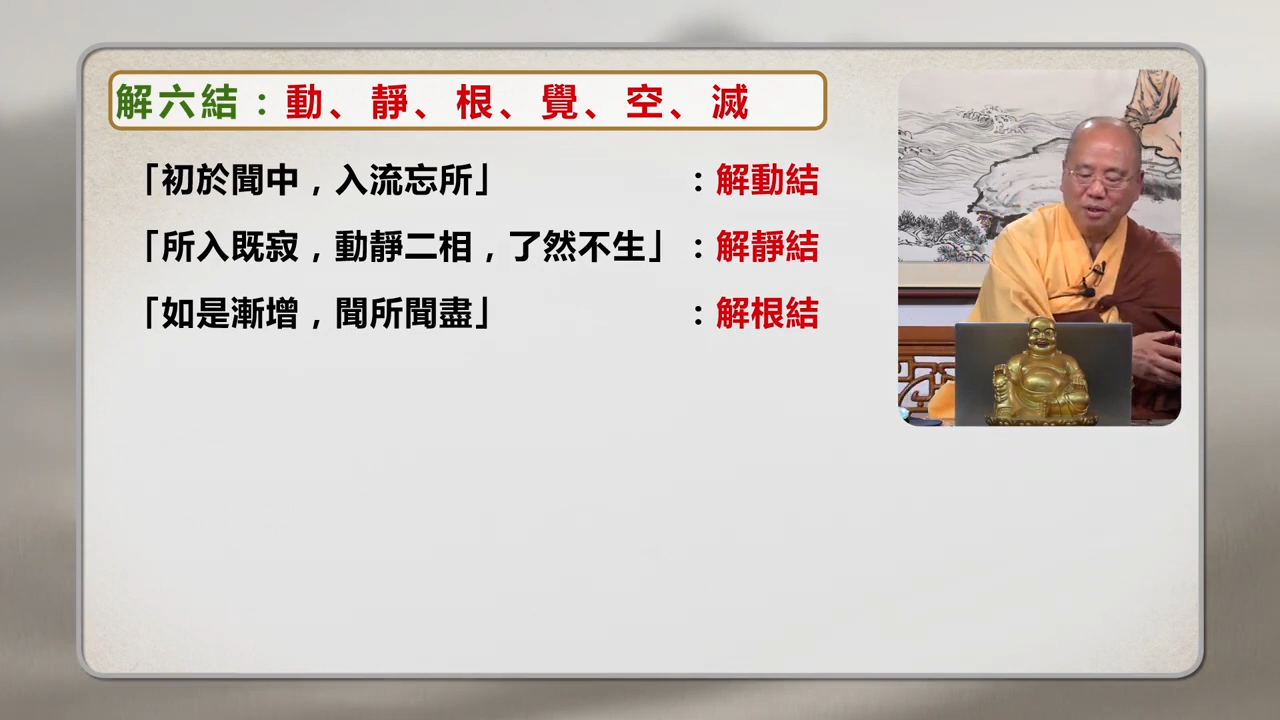 解六結：動、靜、根、覺、空、滅
「初於聞中，入流忘所」：解動結
「所入既寂，動靜二相，了然不生」：解靜結
「如是漸增，聞所聞盡」：解根結